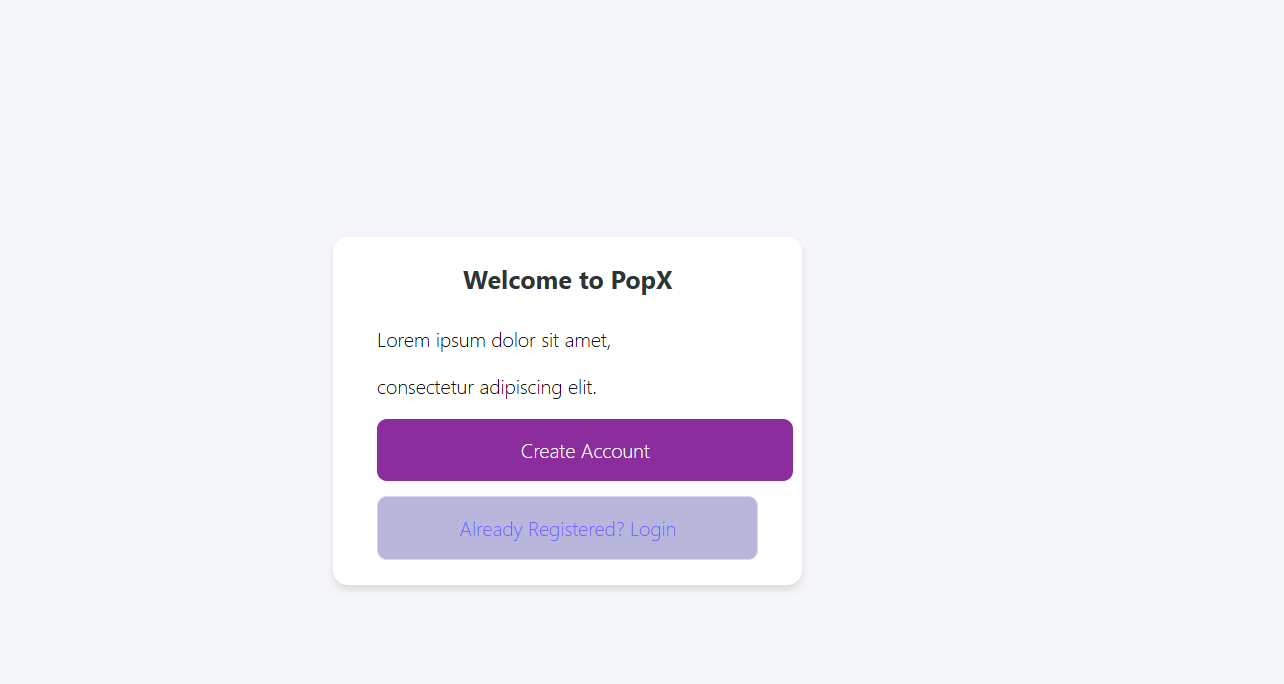 Welcome to PopX
Lorem ipsum dolor sit amet,
consectetur adipiscing elit.
Create Account
Already Registered? Login